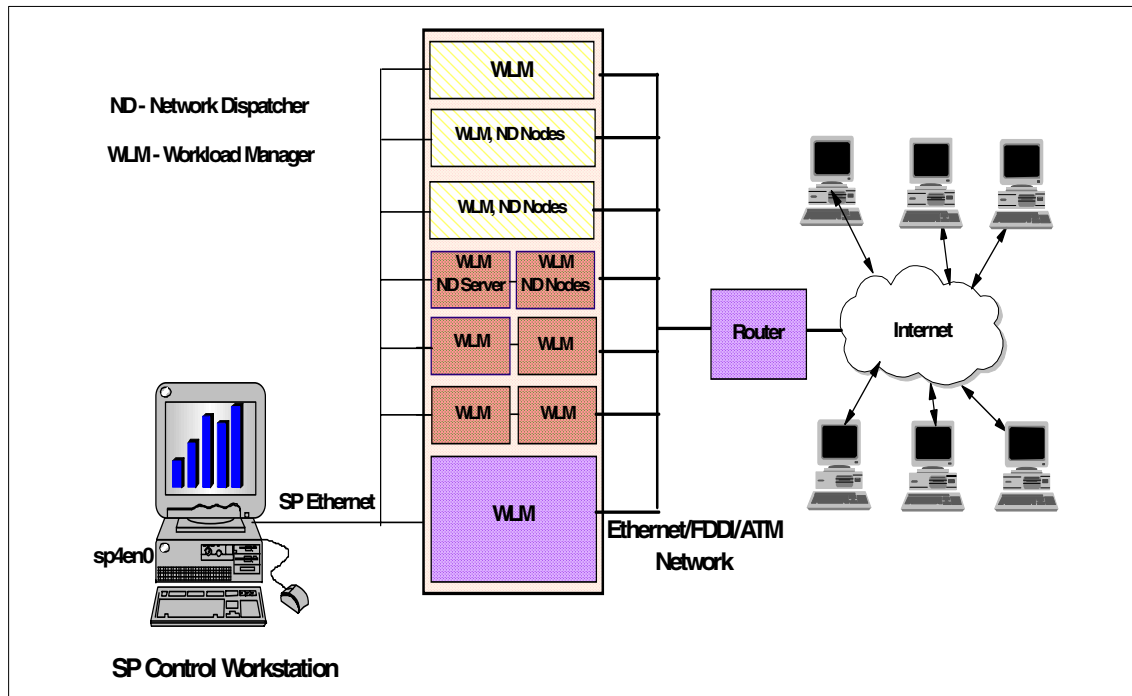 WLM
ND - Network Dispatcher
WLM, ND Nodes
WLM - Workload Manager
WLM, ND Nodes
WLM
ND Server
WLM
ND Nodes
Router
Internet
WLM
WLM
WLM
WLM
SP Ethernet
WLM
Ethernet/FDDI/ATM
Network
sp4en0
SP Control Workstation